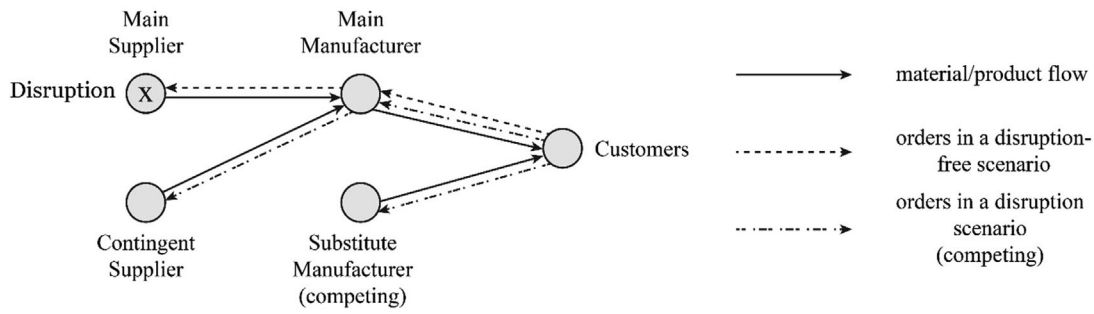 Main
Supplier
Main
Manufacturer
Disruption
X
Customers
Contingent
Supplier
Substitute
Manufacturer
(competing)
material/product flow
orders in a disruption-
free scenario
orders in a disruption
scenario
(competing)